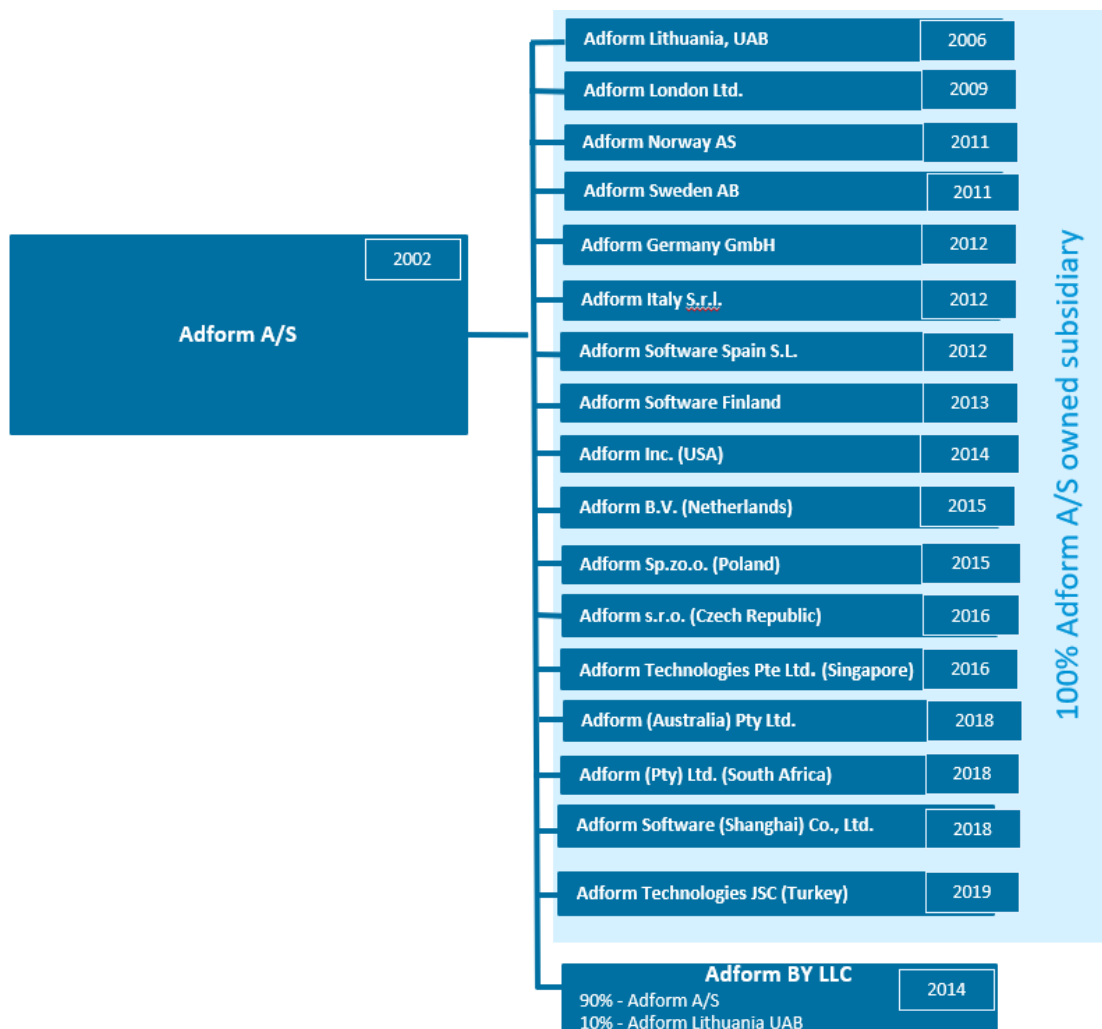 Adform A/S
2002
Adform Lithuania, UAB
2006
Adform London Ltd.
2009
Adform Norway AS
2011
Adform Sweden AB
2011
Adform Germany GmbH
2012
Adform Italy S.r.l.
2012
Adform Software Spain S.L.
2012
Adform Software Finland
2013
Adform Inc. (USA)
2014
Adform B.V. (Netherlands)
2015
Adform Sp.zo.o. (Poland)
2015
Adform s.r.o. (Czech Republic)
2016
Adform Technologies Pte Ltd. (Singapore)
2016
Adform (Australia) Pty Ltd.
2018
Adform (Pty) Ltd. (South Africa)
2018
Adform Software (Shanghai) Co., Ltd.
2018
Adform Technologies JSC (Turkey)
2019
100% Adform A/S owned subsidiary
Adform BY LLC
2014
90% - Adform A/S
10% - Adform Lithuania UAB